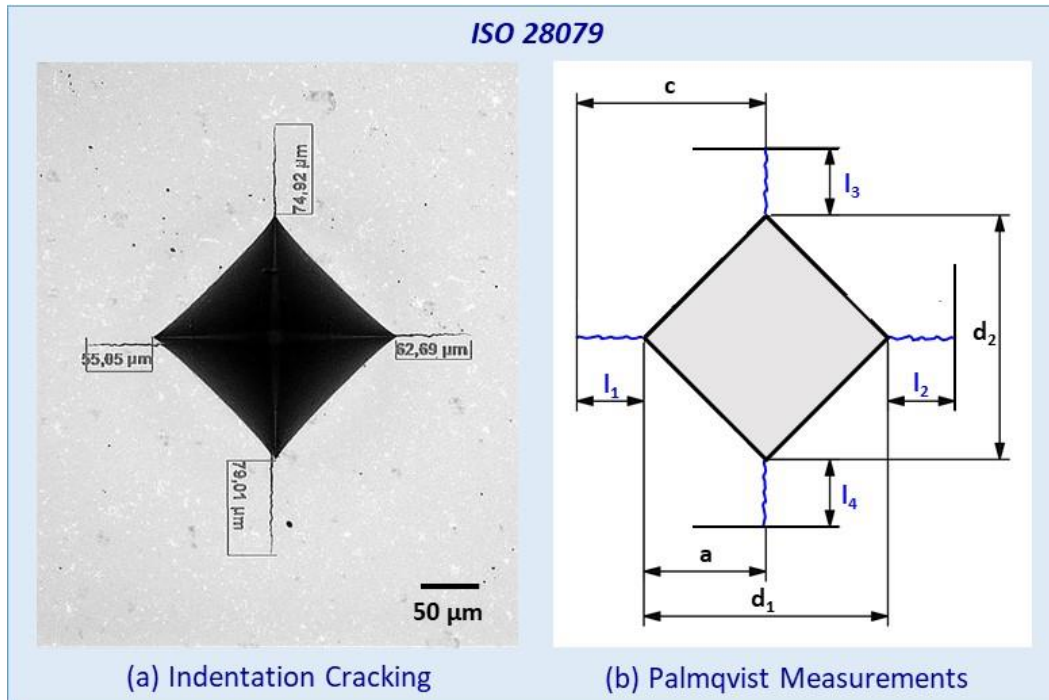 ISO 28079
74,92 µm
55,05 µm
62,69 µm
79,01 µm
50 µm
(a) Indentation Cracking
c
l₃
d₂
l₁
l₂
l₄
a
d₁
(b) Palmqvist Measurements